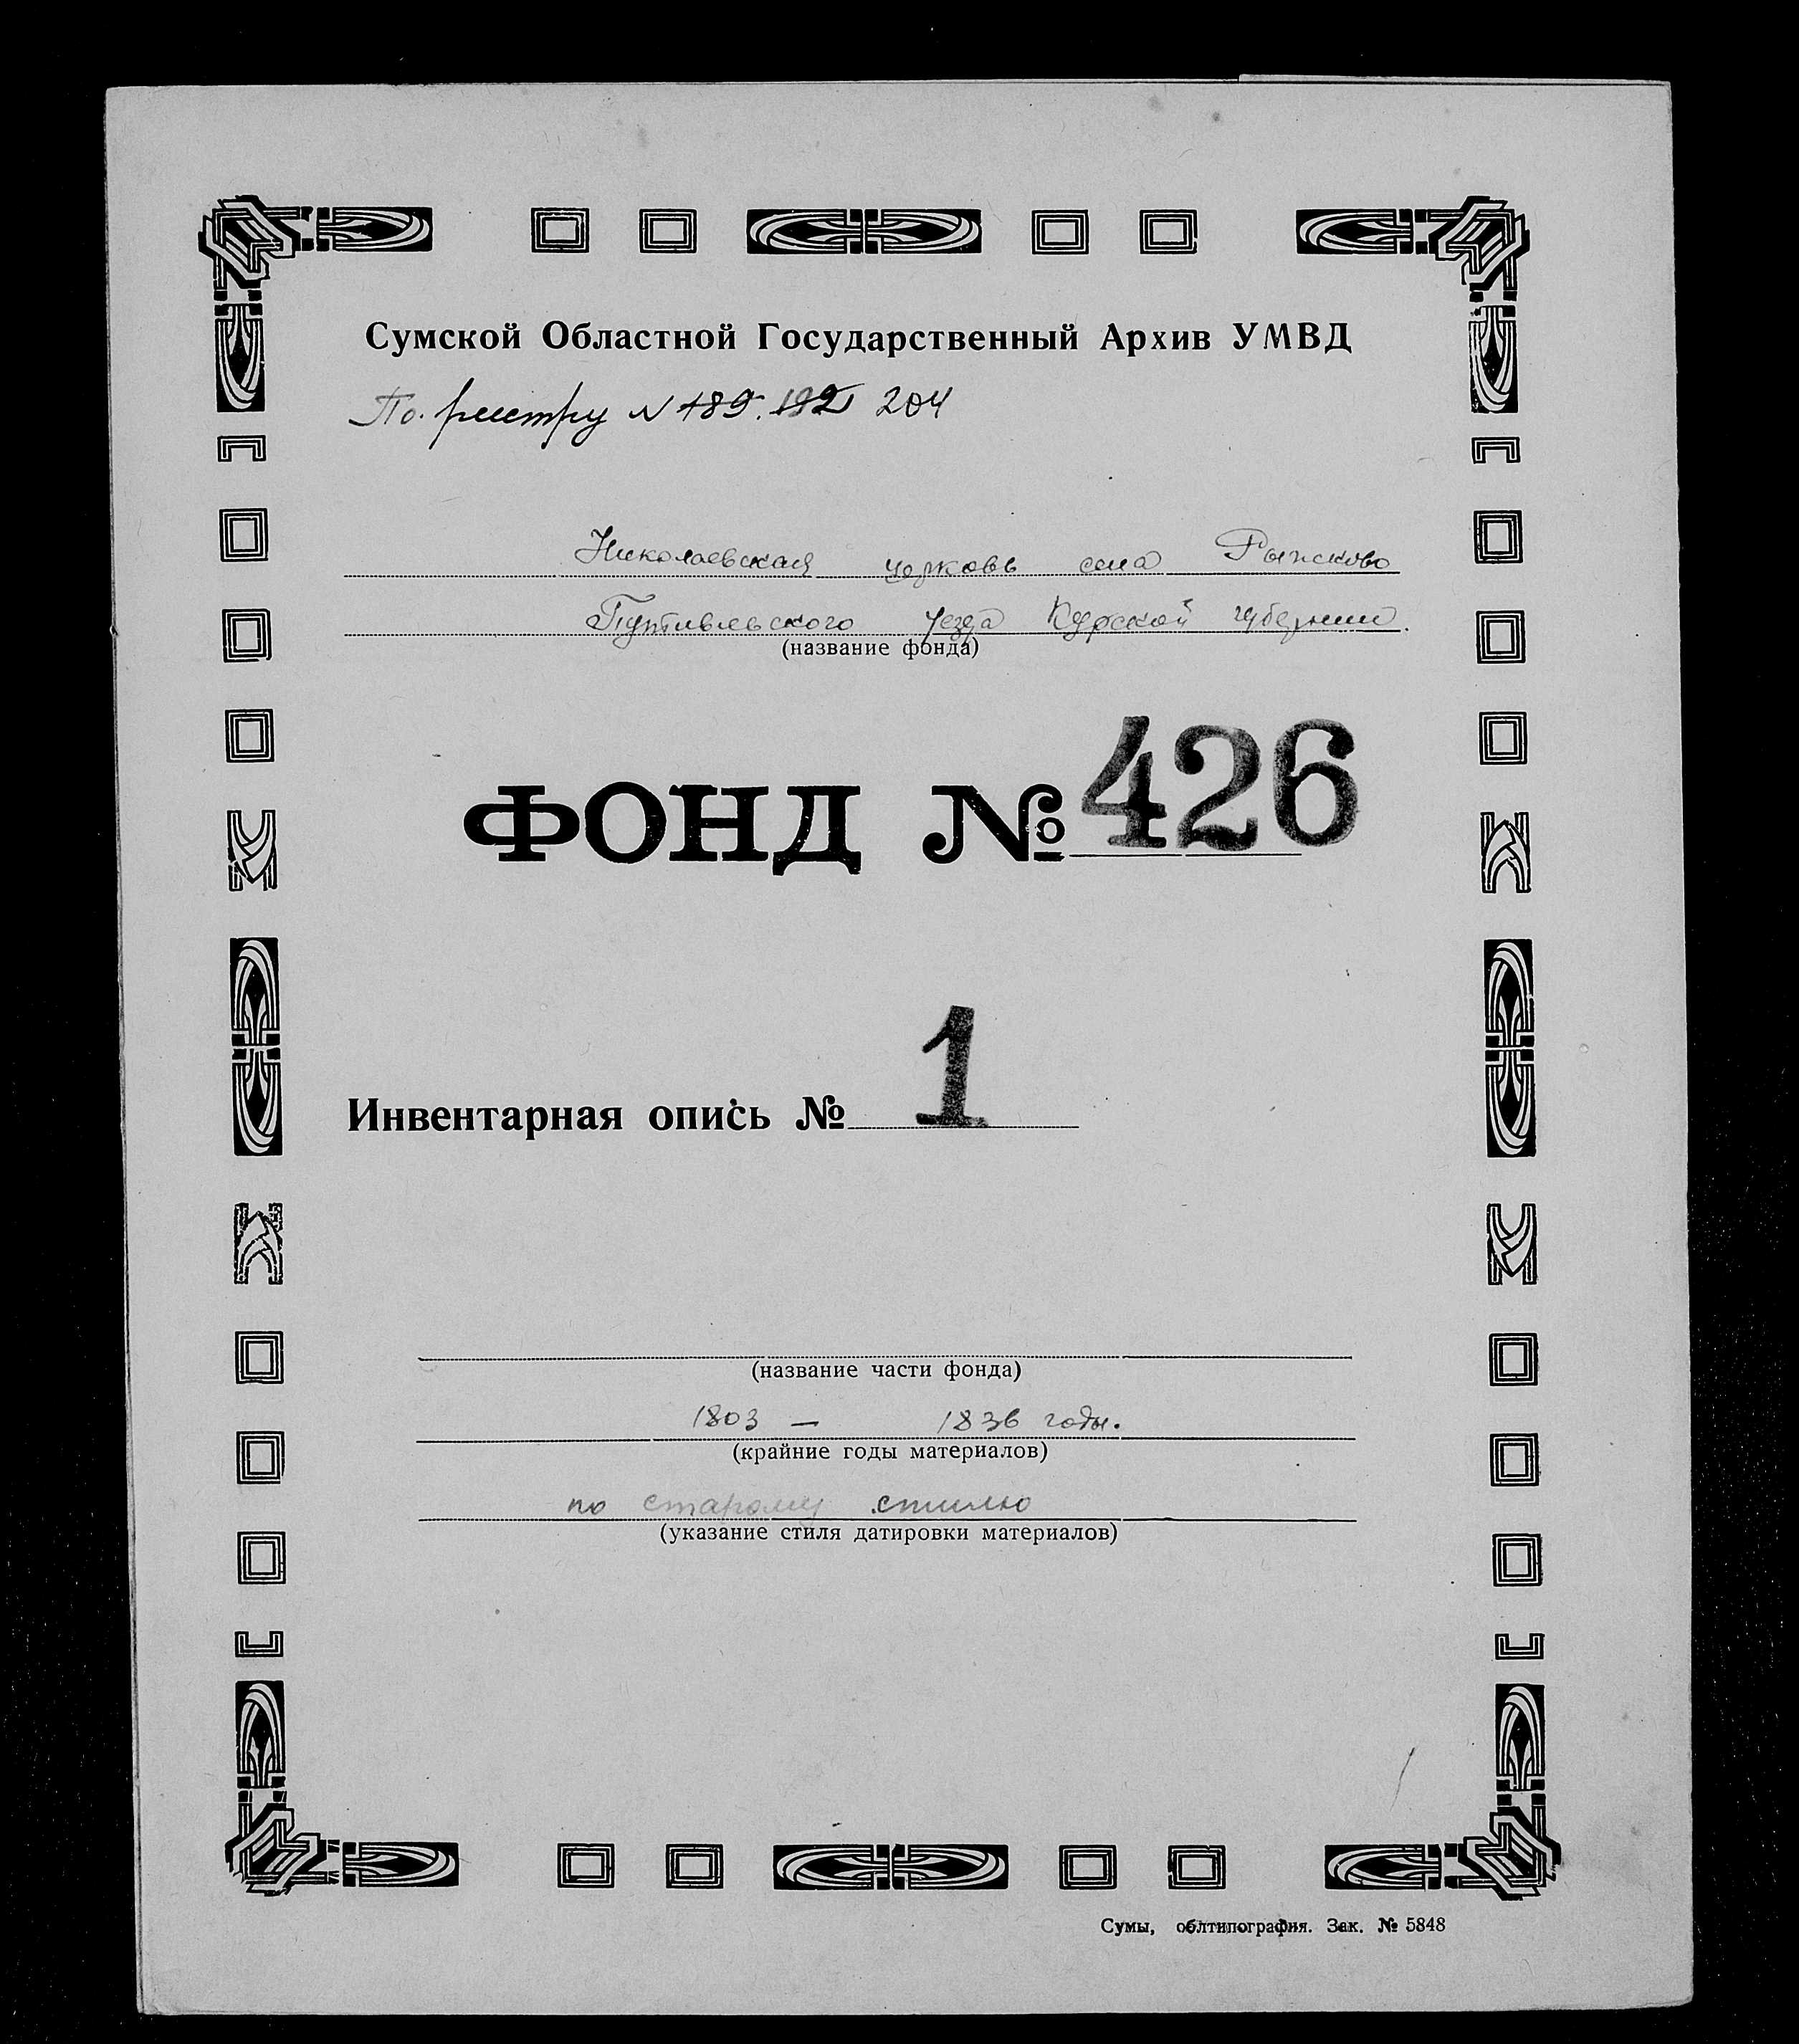 Сумской Областной Государственный Архив УМВД
По. реестру N 189. 192 204
Николаевская церковь села Рыжково
Путивльского уезда Курской губернии.
(название фонда)
ФОНД № 426
Инвентарная опись № 1
(название части фонда)
1803 — 1836 годы.
(крайние годы материалов)
по старому стилю
(указание стиля датировки материалов)
Сумы, облтипография. Зак. № 5848